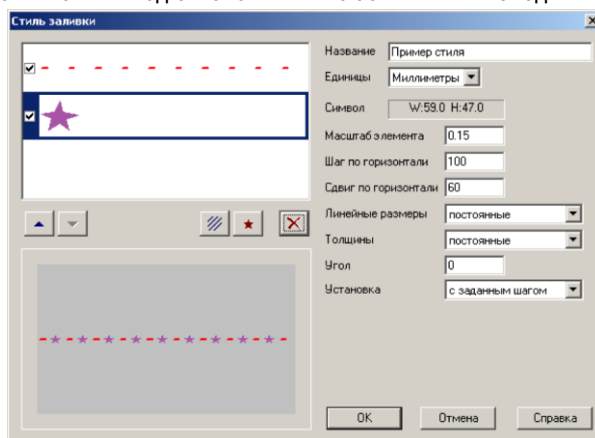 Стиль заливки
Название Пример стиля
Единицы Миллиметры
Символ W:59.0 H:47.0
Масштаб элемента 0.15
Шаг по горизонтали 100
Сдвиг по горизонтали 60
Линейные размеры постоянные
Толщины постоянные
Угол 0
Установка с заданным шагом
OK Отмена Справка